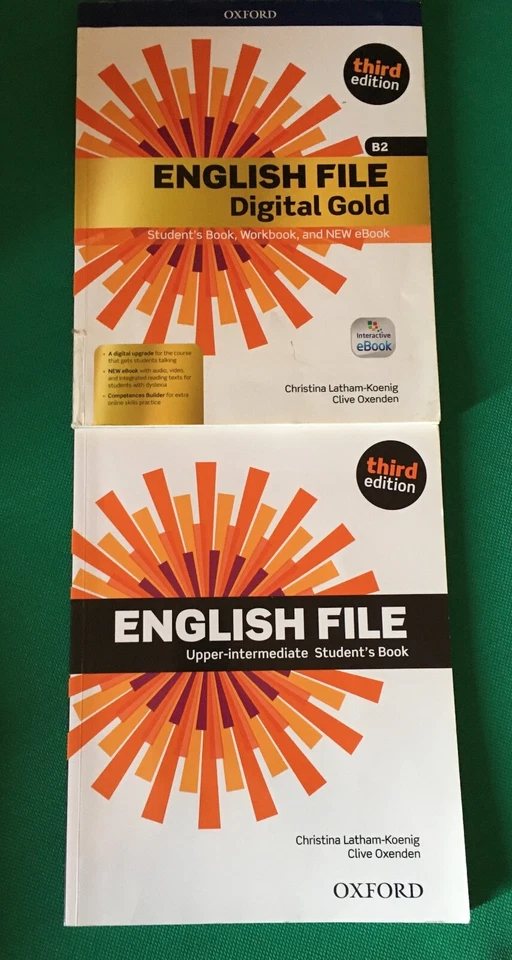 OXFORD
third
edition
B2
ENGLISH FILE
Digital Gold
Student's Book, Workbook, and NEW eBook
Interactive
eBook
• A digital upgrade for the course
that gets students talking
• NEW eBook with audio, video,
and integrated reading texts for
students with dyslexia
• Competences Builder for extra
online skills practice
Christina Latham-Koenig
Clive Oxenden
third
edition
ENGLISH FILE
Upper-intermediate Student's Book
Christina Latham-Koenig
Clive Oxenden
OXFORD